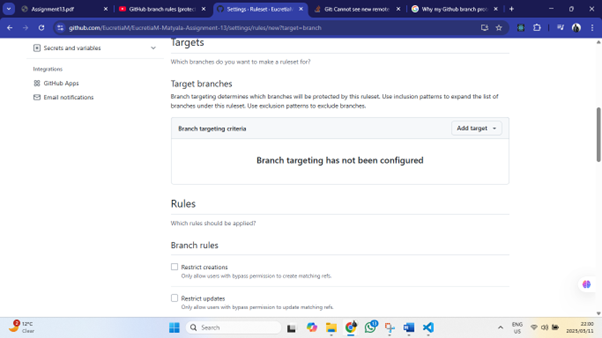 Assignment13.pdf
GitHub branch rules (protect
Settings · Ruleset · Eucretia
Git: Cannot see new remote
Why my Github branch prot
github.com/EucretiaM/EucretiaM-Matyala-Assignment-13/settings/rules/new?target=branch
Secrets and variables
Integrations
GitHub Apps
Email notifications
Targets
Which branches do you want to make a ruleset for?
Target branches
Branch targeting determines which branches will be protected by this ruleset. Use inclusion patterns to expand the list of
branches under this ruleset. Use exclusion patterns to exclude branches.
Branch targeting criteria
Add target
Branch targeting has not been configured
Rules
Which rules should be applied?
Branch rules
Restrict creations
Only allow users with bypass permission to create matching refs.
Restrict updates
Only allow users with bypass permission to update matching refs.
12°C
Clear
Search
ENG
US
22:00
2025/05/11